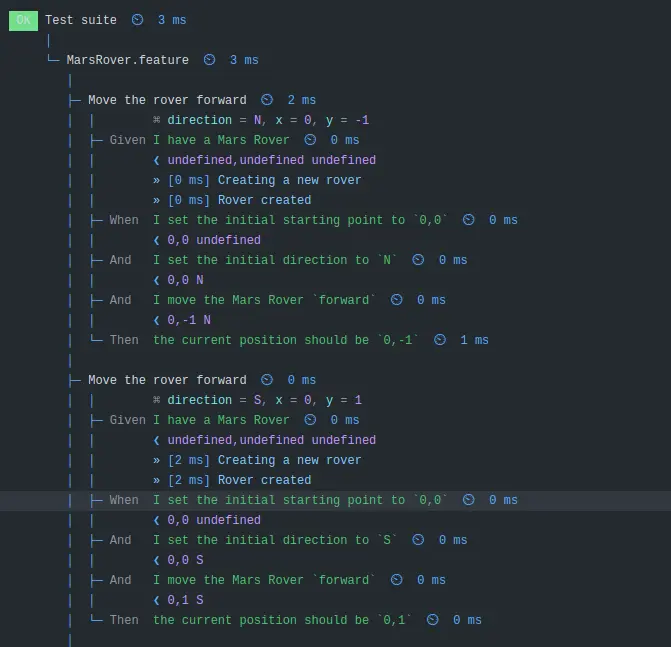 OK Test suite ⏲ 3 ms
MarsRover.feature ⏲ 3 ms
Move the rover forward ⏲ 2 ms
⌘ direction = N, x = 0, y = -1
Given I have a Mars Rover ⏲ 0 ms
❮ undefined,undefined undefined
» [0 ms] Creating a new rover
» [0 ms] Rover created
When I set the initial starting point to `0,0` ⏲ 0 ms
❮ 0,0 undefined
And I set the initial direction to `N` ⏲ 0 ms
❮ 0,0 N
And I move the Mars Rover `forward` ⏲ 0 ms
❮ 0,-1 N
Then the current position should be `0,-1` ⏲ 1 ms
Move the rover forward ⏲ 0 ms
⌘ direction = S, x = 0, y = 1
Given I have a Mars Rover ⏲ 0 ms
❮ undefined,undefined undefined
» [2 ms] Creating a new rover
» [2 ms] Rover created
When I set the initial starting point to `0,0` ⏲ 0 ms
❮ 0,0 undefined
And I set the initial direction to `S` ⏲ 0 ms
❮ 0,0 S
And I move the Mars Rover `forward` ⏲ 0 ms
❮ 0,1 S
Then the current position should be `0,1` ⏲ 0 ms